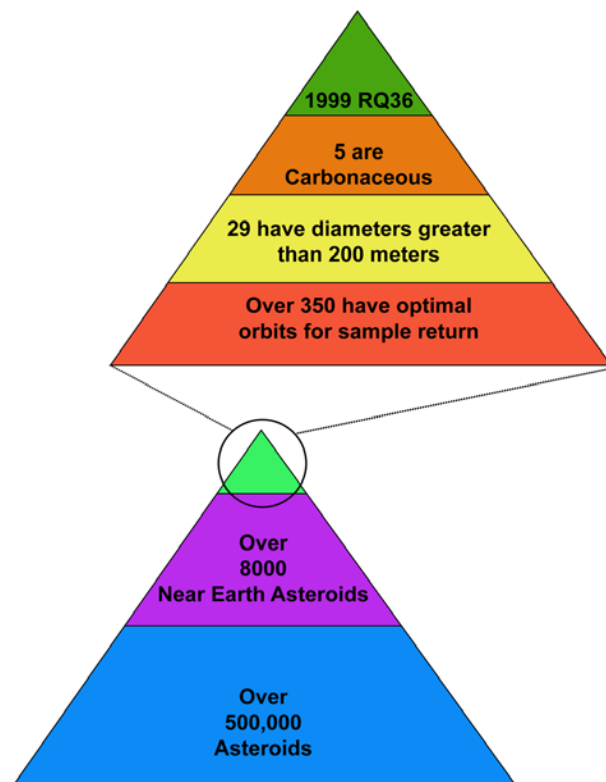 1999 RQ36
5 are
Carbonaceous
29 have diameters greater
than 200 meters
Over 350 have optimal
orbits for sample return
Over
8000
Near Earth Asteroids
Over
500,000
Asteroids